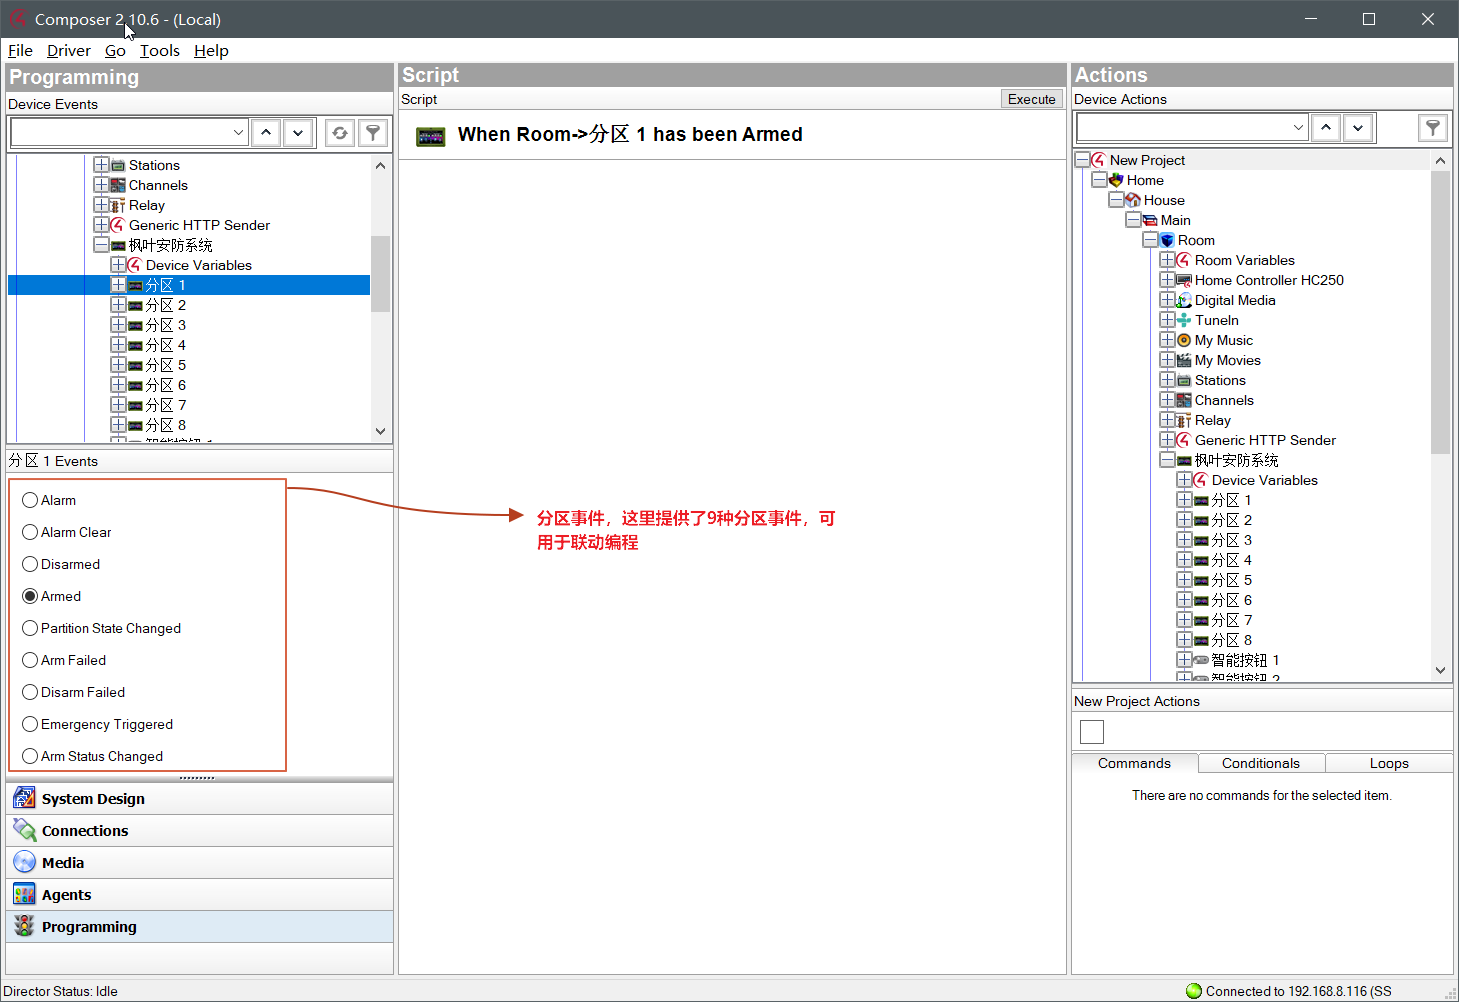 Composer 2.10.6 - (Local)
File Driver Go Tools Help
Programming
Device Events
Stations
Channels
Relay
Generic HTTP Sender
枫叶安防系统
Device Variables
分区 1
分区 2
分区 3
分区 4
分区 5
分区 6
分区 7
分区 8
智能按钮 1
分区 1 Events
Alarm
Alarm Clear
Disarmed
Armed
Partition State Changed
Arm Failed
Disarm Failed
Emergency Triggered
Arm Status Changed
System Design
Connections
Media
Agents
Programming
Script
Script Execute
When Room->分区 1 has been Armed
分区事件，这里提供了9种分区事件，可
用于联动编程
Actions
Device Actions
New Project
Home
House
Main
Room
Room Variables
Home Controller HC250
Digital Media
TuneIn
My Music
My Movies
Stations
Channels
Relay
Generic HTTP Sender
枫叶安防系统
Device Variables
分区 1
分区 2
分区 3
分区 4
分区 5
分区 6
分区 7
分区 8
智能按钮 1
智能按钮 2
New Project Actions
Commands Conditionals Loops
There are no commands for the selected item.
Director Status: Idle
Connected to 192.168.8.116 (SS